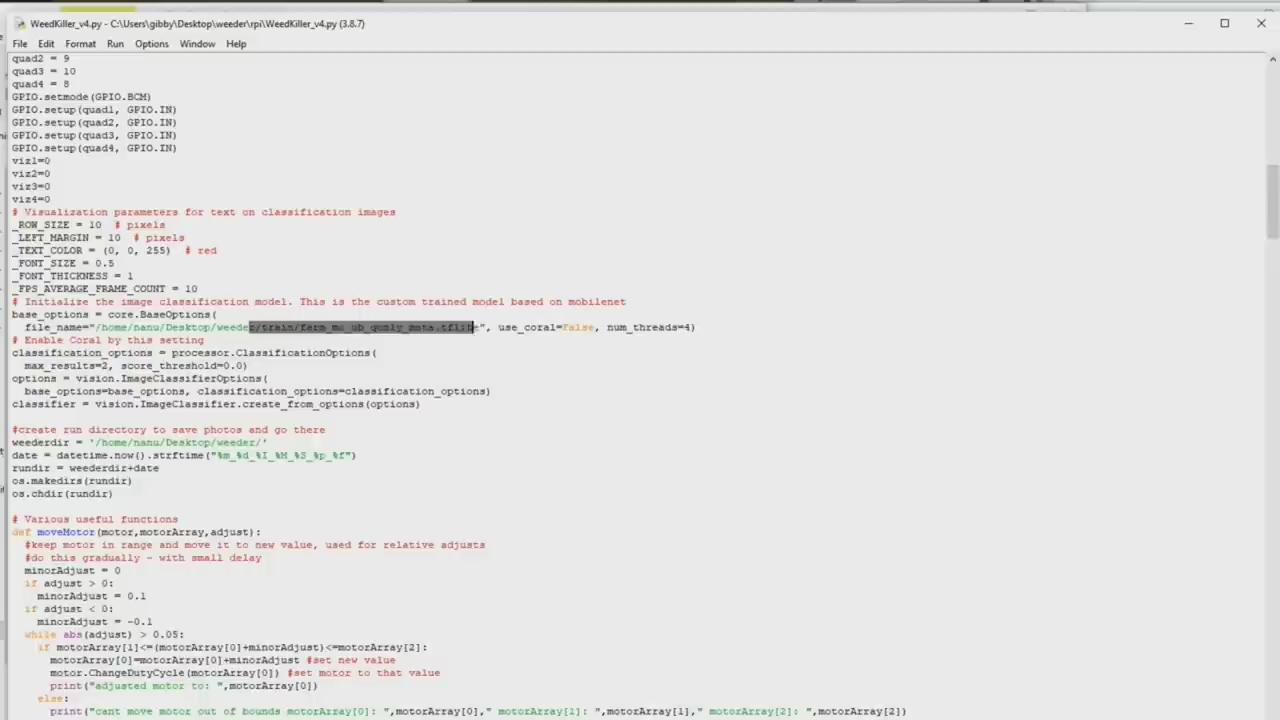 WeedKiller_v4.py - C:\Users\gibby\Desktop\weeder\rpi\WeedKiller_v4.py (3.8.7)
File Edit Format Run Options Window Help
quad2 = 9
quad3 = 10
quad4 = 8
GPIO.setmode(GPIO.BCM)
GPIO.setup(quad1, GPIO.IN)
GPIO.setup(quad2, GPIO.IN)
GPIO.setup(quad3, GPIO.IN)
GPIO.setup(quad4, GPIO.IN)
viz1=0
viz2=0
viz3=0
viz4=0
# Visualization parameters for text on classification images
_ROW_SIZE = 10  # pixels
_LEFT_MARGIN = 10  # pixels
_TEXT_COLOR = (0, 0, 255)  # red
_FONT_SIZE = 0.5
_FONT_THICKNESS = 1
_FPS_AVERAGE_FRAME_COUNT = 10
# Initialize the image classification model. This is the custom trained model based on mobilenet
base_options = core.BaseOptions(
  file_name="/home/nanu/Desktop/weeder/train/ ", use_coral=False, num_threads=4)
# Enable Coral by this setting
classification_options = processor.ClassificationOptions(
  max_results=2, score_threshold=0.0)
options = vision.ImageClassifierOptions(
  base_options=base_options, classification_options=classification_options)
classifier = vision.ImageClassifier.create_from_options(options)
#create run directory to save photos and go there
weederdir = '/home/nanu/Desktop/weeder/'
date = datetime.now().strftime("%m_%d_%I_%M_%S_%p_%f")
rundir = weederdir+date
os.makedirs(rundir)
os.chdir(rundir)
# Various useful functions
def moveMotor(motor,motorArray,adjust):
  #keep motor in range and move it to new value, used for relative adjusts
  #do this gradually - with small delay
  minorAdjust = 0
  if adjust > 0:
    minorAdjust = 0.1
  if adjust < 0:
    minorAdjust = -0.1
  while abs(adjust) > 0.05:
    if motorArray[1]<=(motorArray[0]+minorAdjust)<=motorArray[2]:
      motorArray[0]=motorArray[0]+minorAdjust #set new value
      motor.ChangeDutyCycle(motorArray[0]) #set motor to that value
      print("adjusted motor to: ",motorArray[0])
    else:
      print("cant move motor out of bounds motorArray[0]: ",motorArray[0]," motorArray[1]: ",motorArray[1]," motorArray[2]: ",motorArray[2])